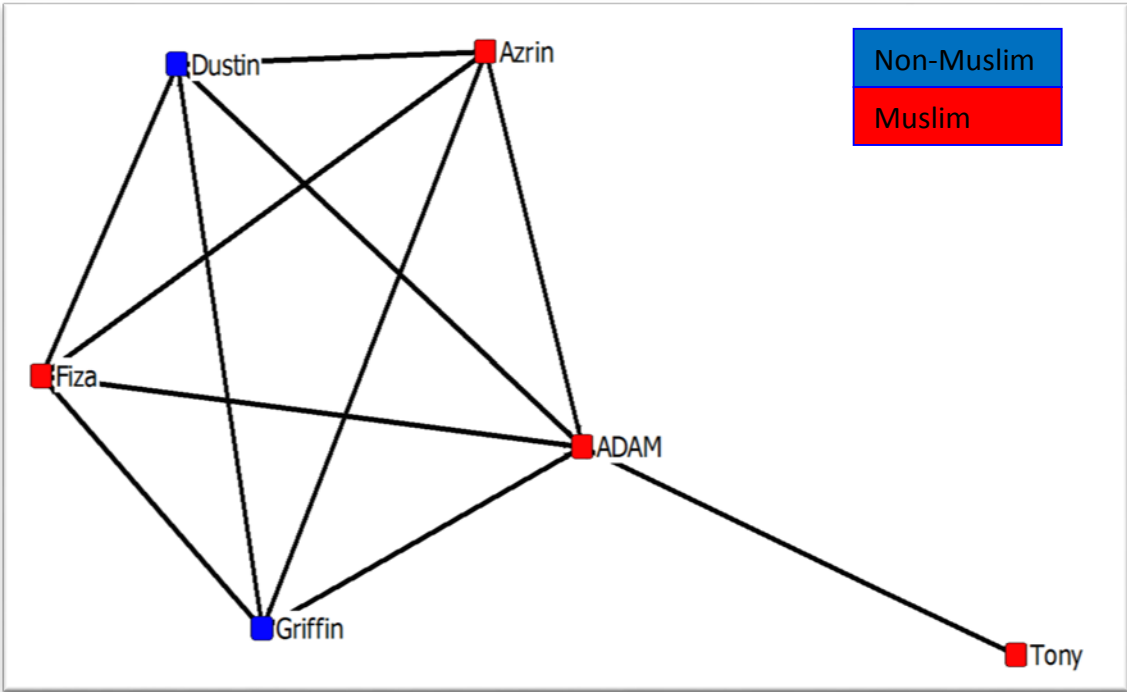 Dustin
Azrin
Non-Muslim
Muslim
Fiza
ADAM
Griffin
Tony